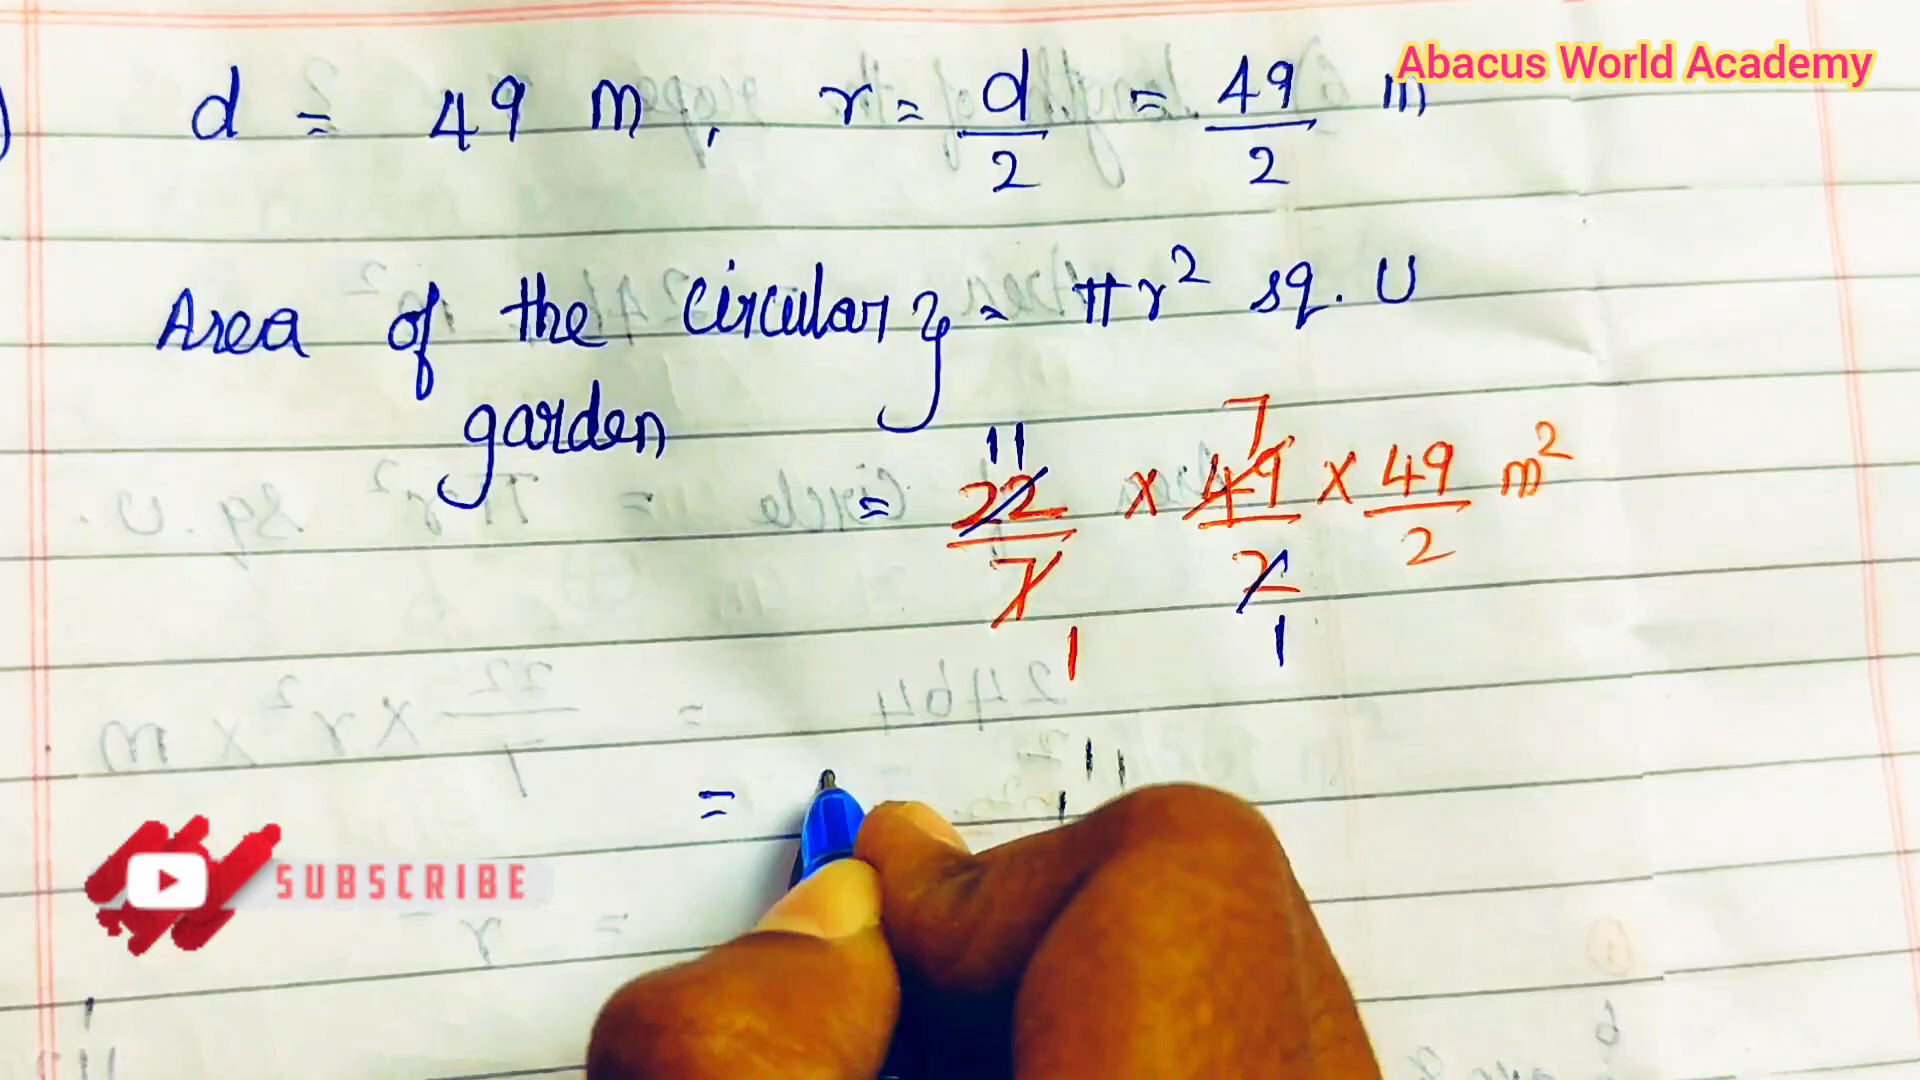 Abacus World Academy
d = 49 m, r = d/2 = 49/2 m
Area of the circular } = πr² sq. U
garden
11 7
= 22/7 × 49/2 × 49/2 m²
1 1
=
SUBSCRIBE